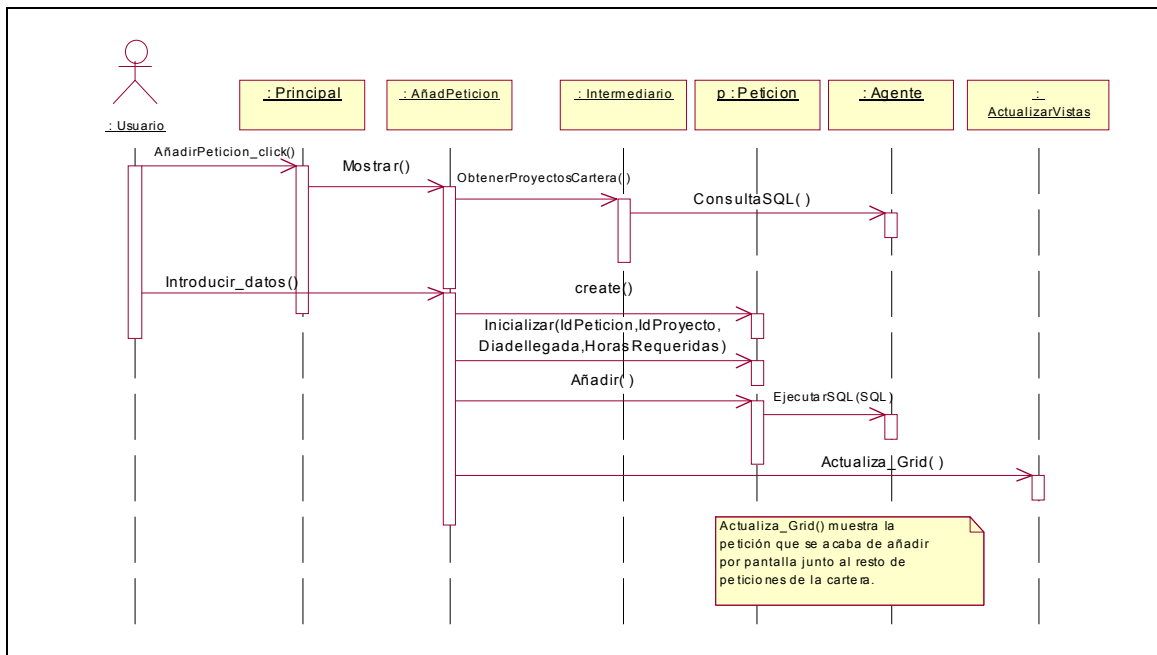 : Usuario
: Principal
: AñadPeticion
: Intermediario
p : Peticion
: Agente
:
ActualizarVistas
AñadirPeticion_click()
Mostrar()
ObtenerProyectosCartera( )
ConsultaSQL( )
Introducir_datos()
create()
Inicializar(IdPeticion,IdProyecto,
Diadellegada,HorasRequeridas)
Añadir( )
EjecutarSQL(SQL)
Actualiza_Grid( )
Actualiza_Grid() muestra la
petición que se acaba de añadir
por pantalla junto al resto de
peticiones de la cartera.